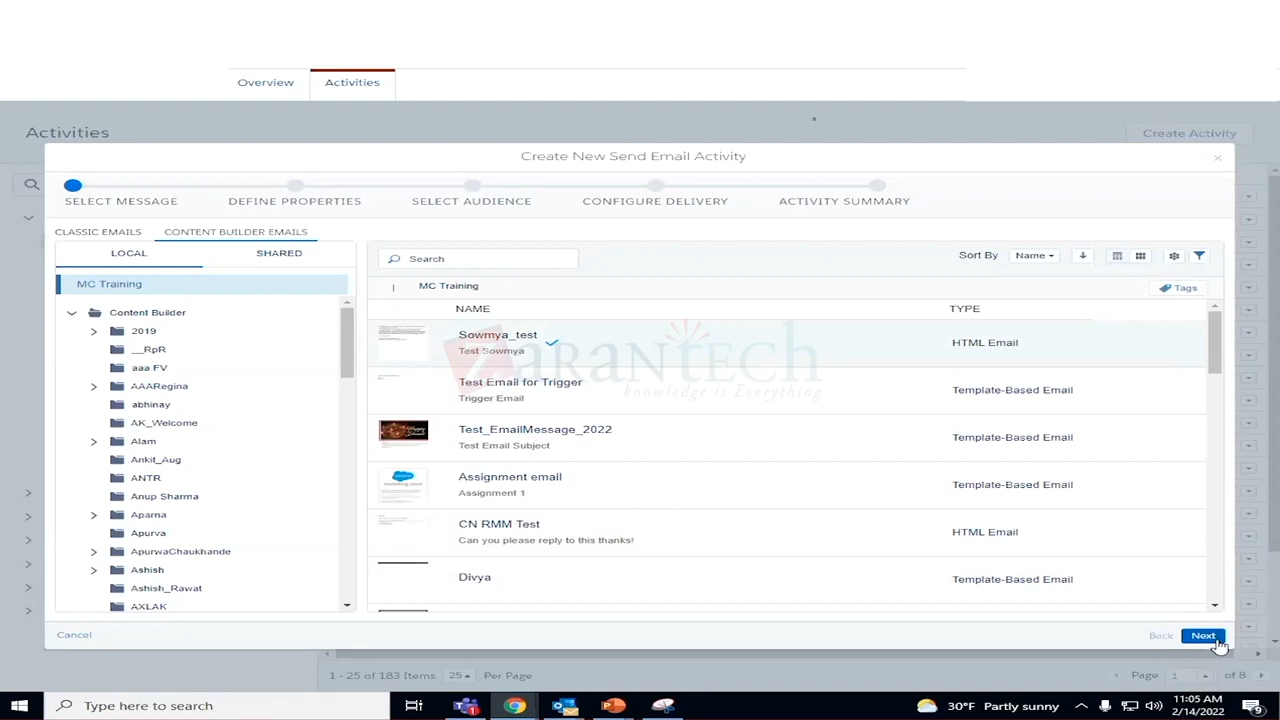 Overview
Activities
Activities
Create Activity
Create New Send Email Activity
SELECT MESSAGE
DEFINE PROPERTIES
SELECT AUDIENCE
CONFIGURE DELIVERY
ACTIVITY SUMMARY
CLASSIC EMAILS
CONTENT BUILDER EMAILS
LOCAL
SHARED
MC Training
Content Builder
2019
__RpR
aaa FV
AAARegina
abhinay
AK_Welcome
Alam
Ankit_Aug
ANTR
Anup Sharma
Aparna
Apurva
ApurwaChaukhande
Ashish
Ashish_Rawat
AXLAK
Search
Sort By
Name
MC Training
Tags
NAME
TYPE
Sowmya_test
Test Sowmya
HTML Email
Test Email for Trigger
Trigger Email
Template-Based Email
Test_EmailMessage_2022
Test Email Subject
Template-Based Email
Assignment email
Assignment 1
Template-Based Email
CN RMM Test
Can you please reply to this thanks!
HTML Email
Divya
Template-Based Email
ZARANTECH
knowledge is Everything
Cancel
Back
Next
1 - 25 of 183 Items
25
Per Page
Page
1
of 8
Type here to search
30°F Partly sunny
11:05 AM
2/14/2022